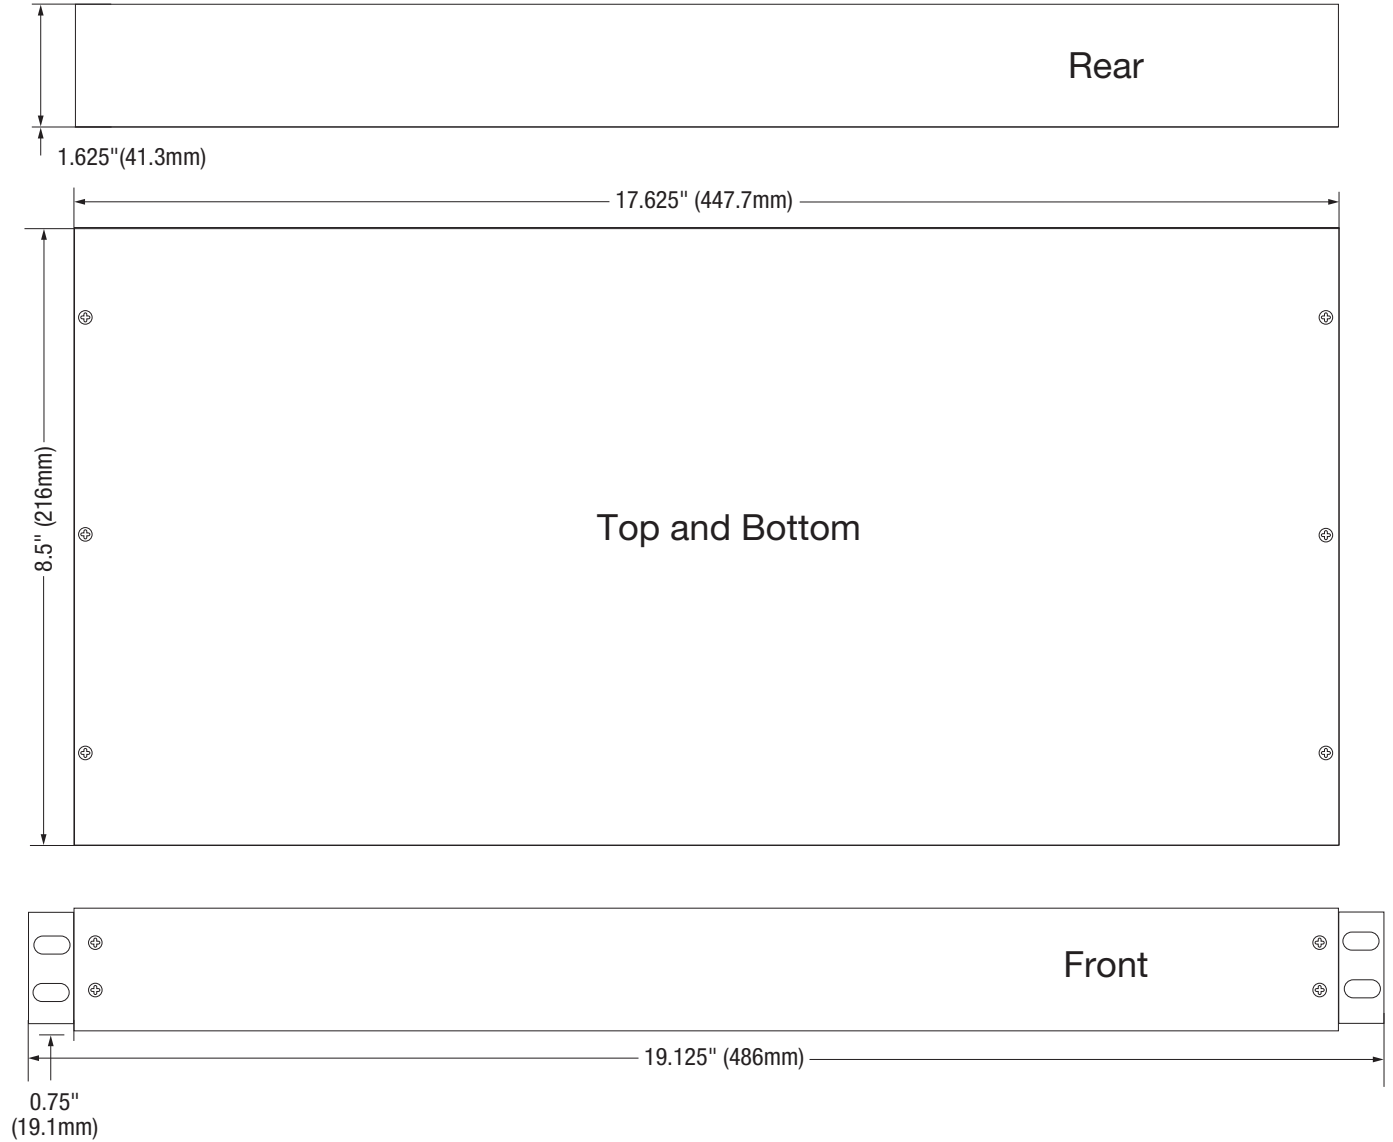 Rear
1.625"(41.3mm)
17.625" (447.7mm)
8.5" (216mm)
Top and Bottom
Front
19.125" (486mm)
0.75"
(19.1mm)